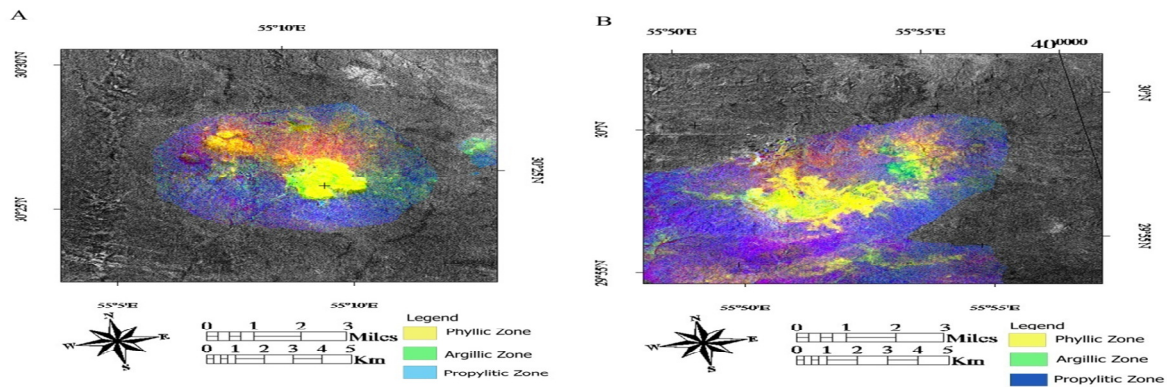 A
55°10'E
30°30'N
30°25'N
30°25'N
55°5'E
55°10'E
N
W
E
S
0 1 3
2
Miles
0 1 2 3 4 5
Km
Legend
Phyllic Zone
Argillic Zone
Propylitic Zone
B
55°50'E
55°55'E
40⁰0000
30°N
30°N
29°55'N
29°55'N
55°50'E
55°55'E
N
W
E
S
0 1 2 3
Miles
0 1 2 3 4 5
Km
Legend
Phyllic Zone
Argillic Zone
Propylitic Zone